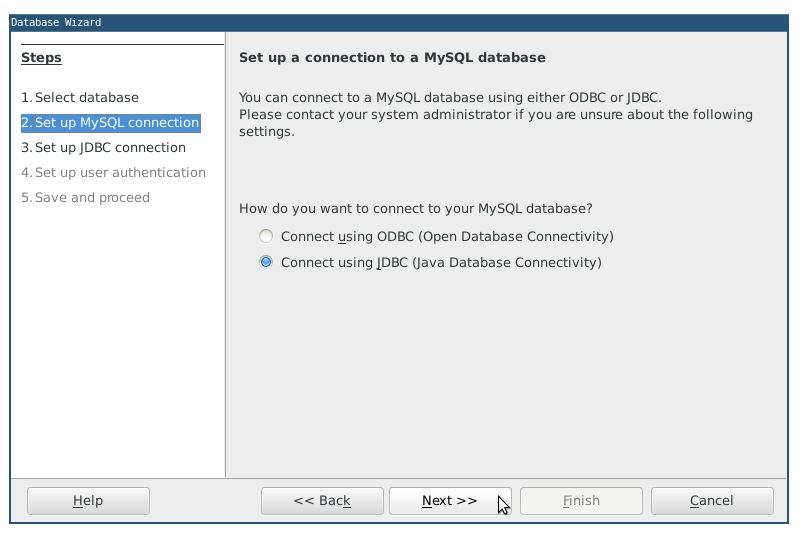 Database Wizard
Steps
1. Select database
2. Set up MySQL connection
3. Set up JDBC connection
4. Set up user authentication
5. Save and proceed
Set up a connection to a MySQL database
You can connect to a MySQL database using either ODBC or JDBC.
Please contact your system administrator if you are unsure about the following
settings.
How do you want to connect to your MySQL database?
Connect using ODBC (Open Database Connectivity)
Connect using JDBC (Java Database Connectivity)
Help
<< Back
Next >>
Finish
Cancel